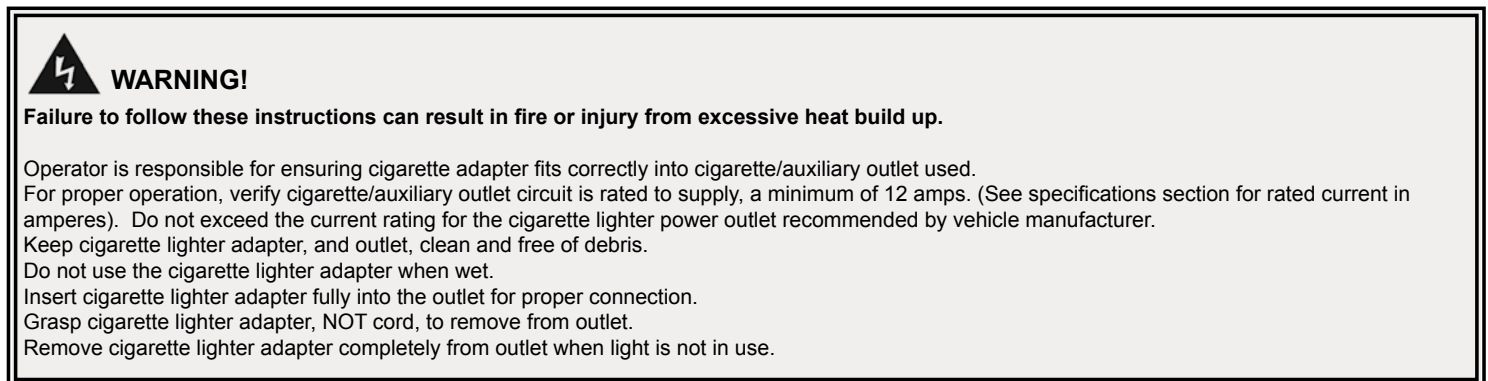 WARNING!
Failure to follow these instructions can result in fire or injury from excessive heat build up.
Operator is responsible for ensuring cigarette adapter fits correctly into cigarette/auxiliary outlet used.
For proper operation, verify cigarette/auxiliary outlet circuit is rated to supply, a minimum of 12 amps. (See specifications section for rated current in
amperes).  Do not exceed the current rating for the cigarette lighter power outlet recommended by vehicle manufacturer.
Keep cigarette lighter adapter, and outlet, clean and free of debris.
Do not use the cigarette lighter adapter when wet.
Insert cigarette lighter adapter fully into the outlet for proper connection.
Grasp cigarette lighter adapter, NOT cord, to remove from outlet.
Remove cigarette lighter adapter completely from outlet when light is not in use.